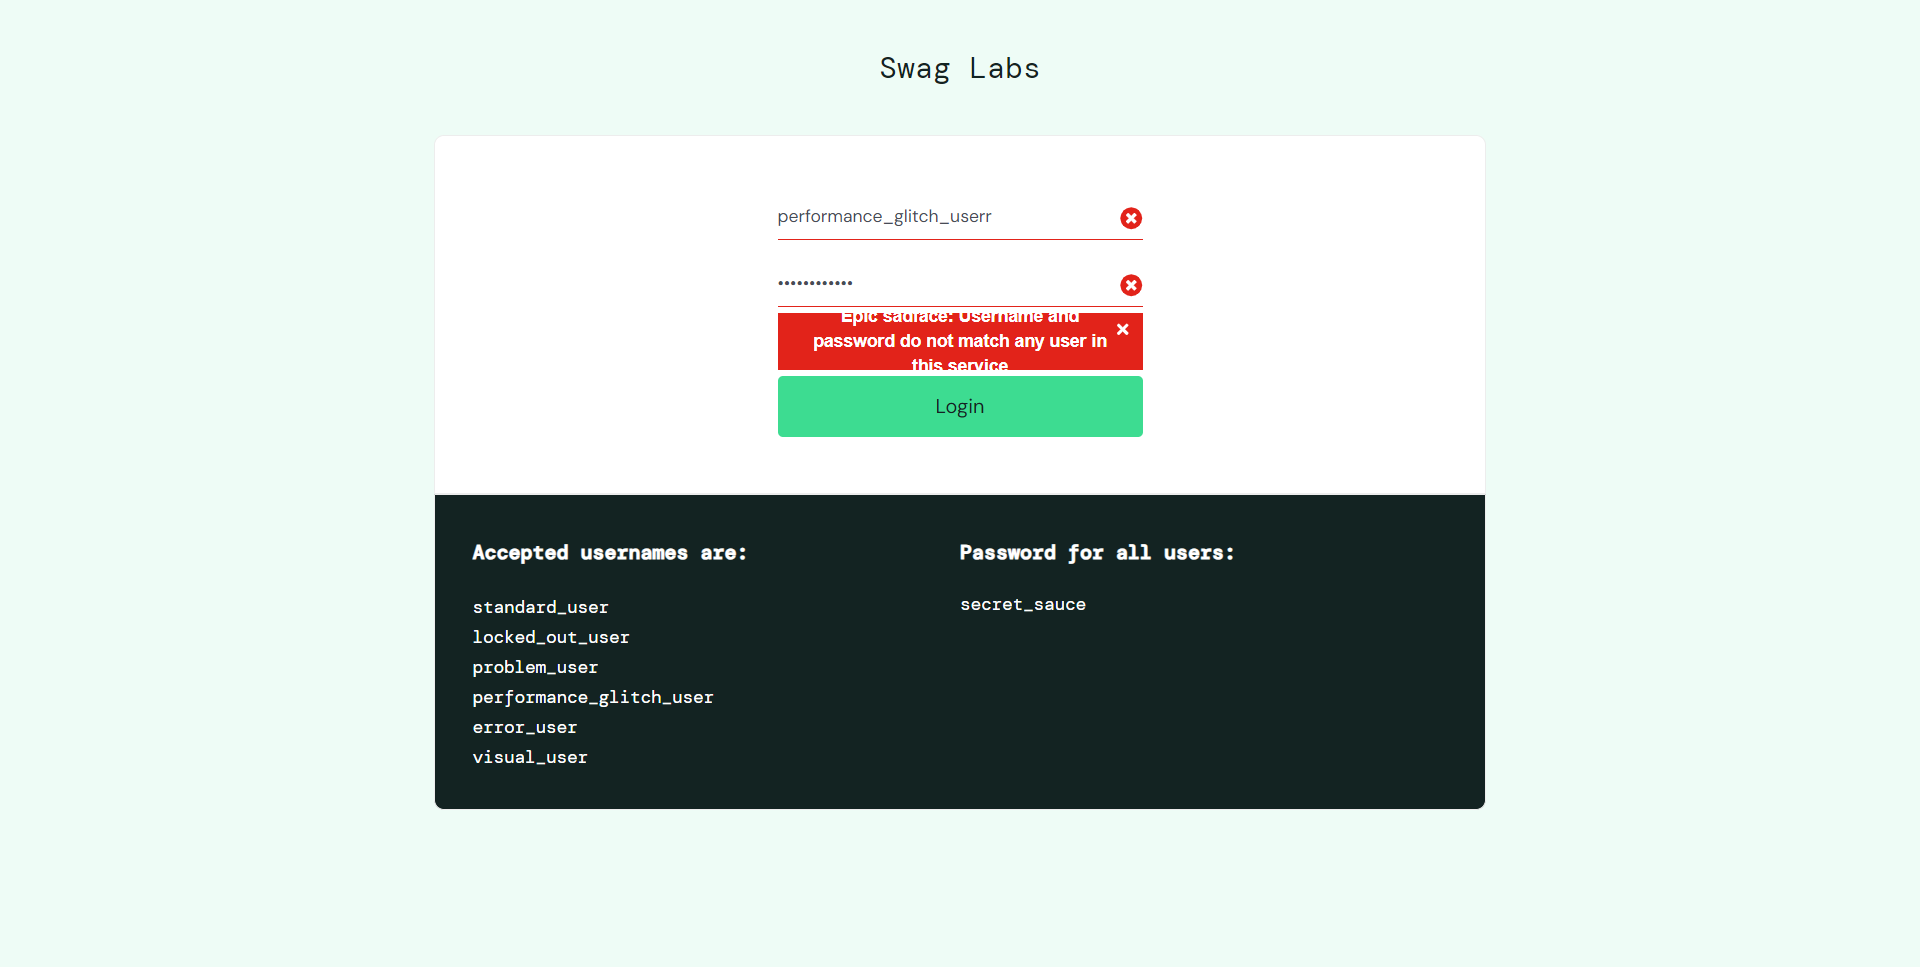 Swag Labs
performance_glitch_userr
••••••••••••
Epic sadface: Username and
password do not match any user in
this service
Login
Accepted usernames are:
standard_user
locked_out_user
problem_user
performance_glitch_user
error_user
visual_user
Password for all users:
secret_sauce